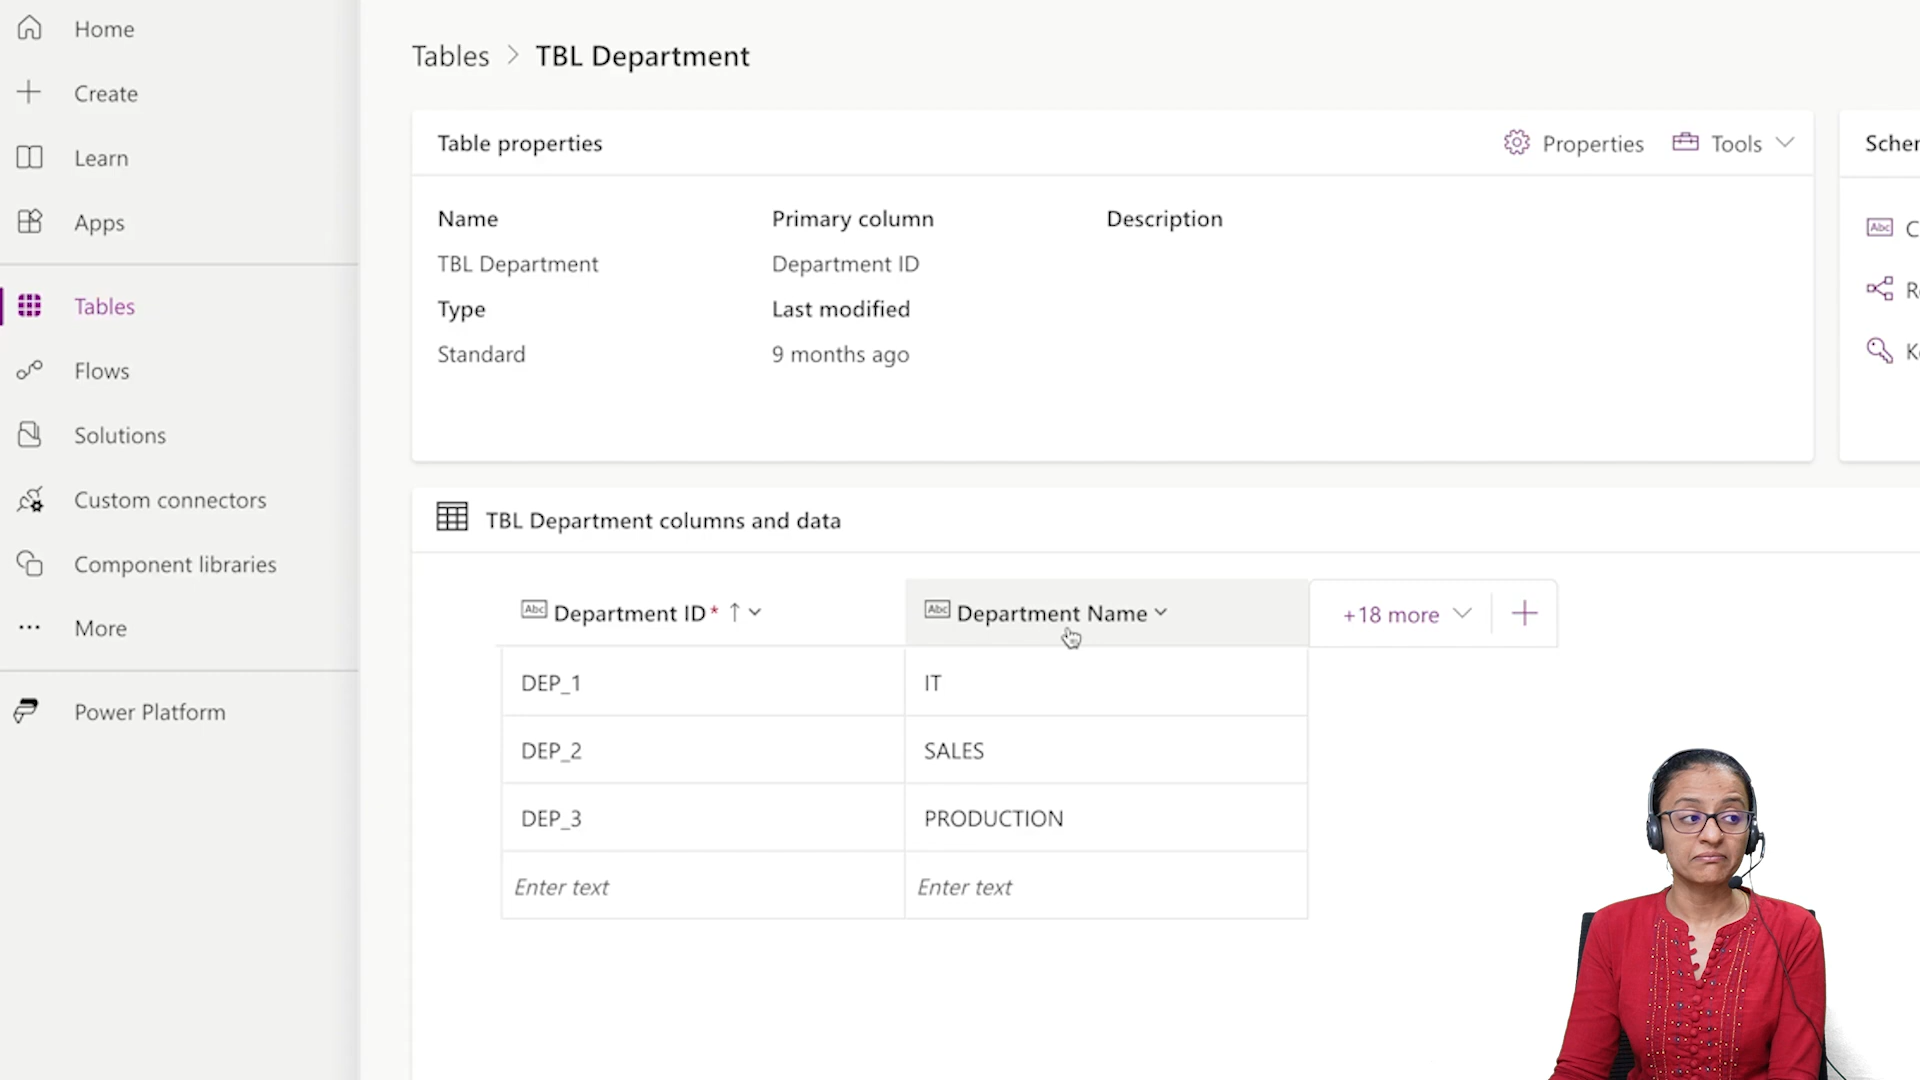 Home
Create
Learn
Apps
Tables
Flows
Solutions
Custom connectors
Component libraries
More
Power Platform
Tables > TBL Department
Table properties
Properties
Tools
Name
Primary column
Description
TBL Department
Department ID
Type
Last modified
Standard
9 months ago
TBL Department columns and data
Abc Department ID * ↑
Abc Department Name
+18 more
DEP_1 IT
DEP_2 SALES
DEP_3 PRODUCTION
Enter text Enter text
Abc